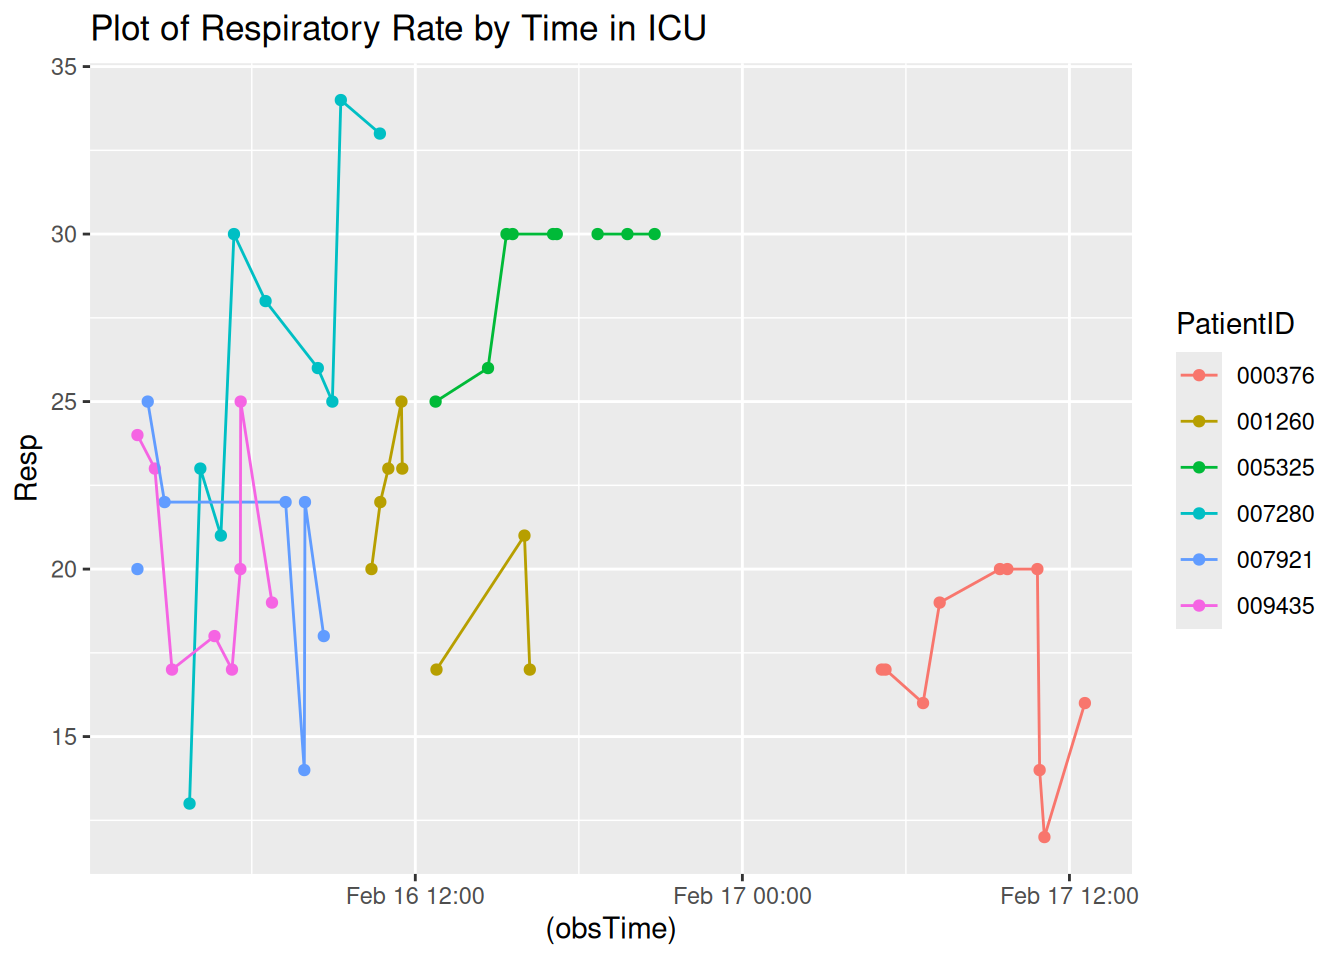 Plot of Respiratory Rate by Time in ICU
Resp
35
30
25
20
15
Feb 16 12:00
Feb 17 00:00
Feb 17 12:00
(obsTime)
PatientID
000376
001260
005325
007280
007921
009435